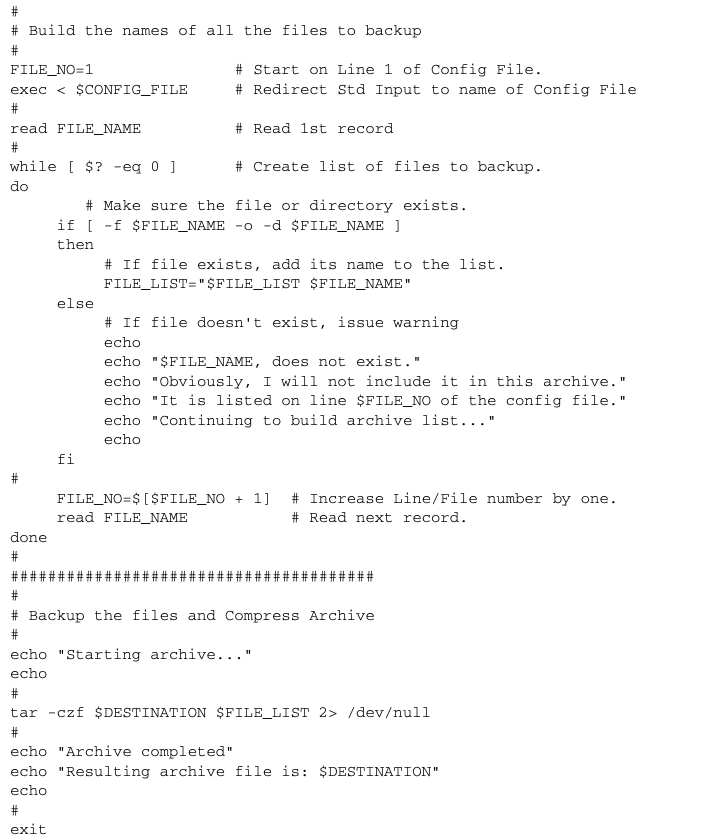 #
# Build the names of all the files to backup
#
FILE_NO=1               # Start on Line 1 of Config File.
exec < $CONFIG_FILE     # Redirect Std Input to name of Config File
#
read FILE_NAME          # Read 1st record
#
while [ $? -eq 0 ]      # Create list of files to backup.
do
        # Make sure the file or directory exists.
     if [ -f $FILE_NAME -o -d $FILE_NAME ]
     then
          # If file exists, add its name to the list.
          FILE_LIST="$FILE_LIST $FILE_NAME"
     else
          # If file doesn't exist, issue warning
          echo
          echo "$FILE_NAME, does not exist."
          echo "Obviously, I will not include it in this archive."
          echo "It is listed on line $FILE_NO of the config file."
          echo "Continuing to build archive list..."
          echo
     fi
#
     FILE_NO=$[$FILE_NO + 1]  # Increase Line/File number by one.
     read FILE_NAME           # Read next record.
done
#
#######################################
#
# Backup the files and Compress Archive
#
echo "Starting archive..."
echo
#
tar -czf $DESTINATION $FILE_LIST 2> /dev/null
#
echo "Archive completed"
echo "Resulting archive file is: $DESTINATION"
echo
#
exit